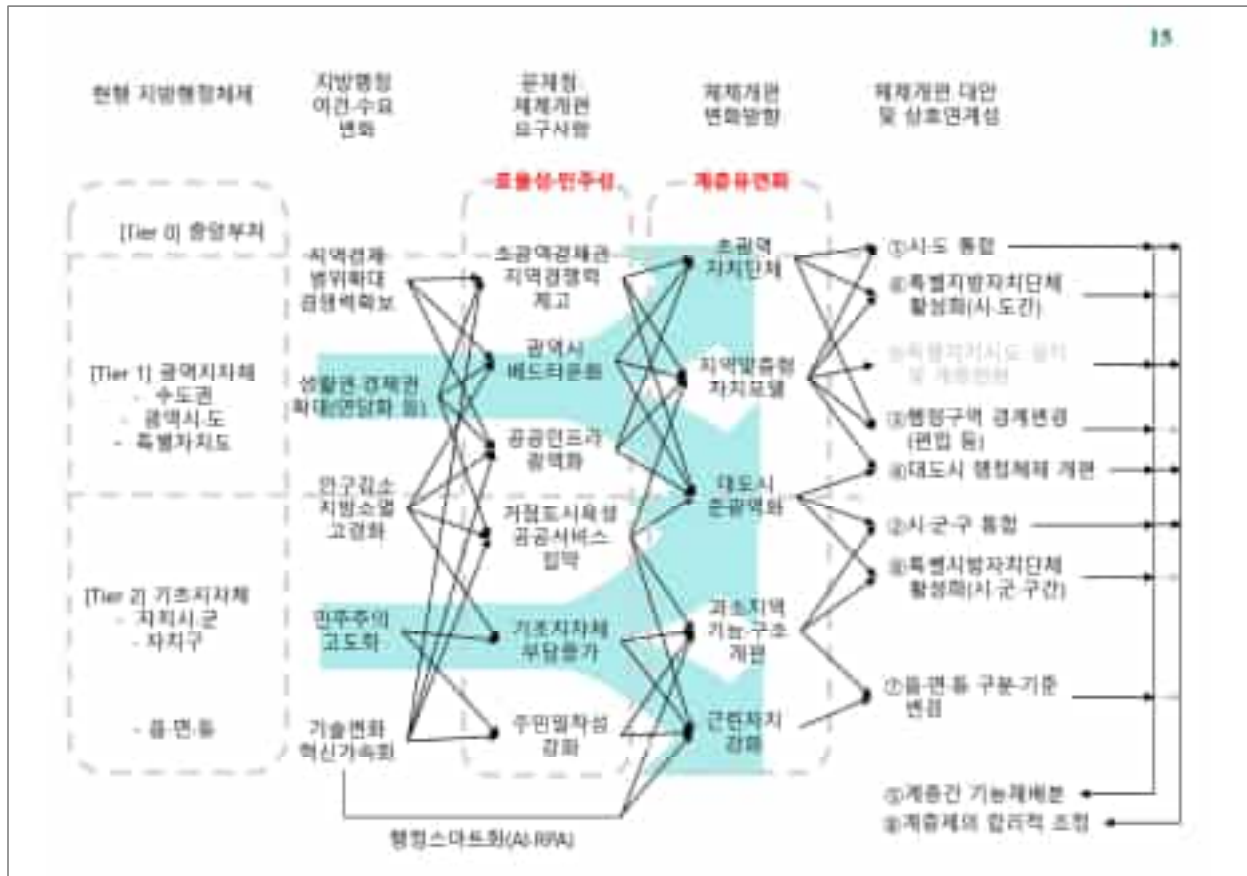 15
현행 지방행정체제
지방행정
여건·수요
변화
문제점·
체제개편
요구사항
체제개편
변화방향
체제개편 대안
및 상호연계성
효율성·민주성
계층유연화
[Tier 0] 중앙부처
[Tier 1] 광역지자체
- 수도권
- 광역시·도
- 특별자치도
[Tier 2] 기초지자체
- 자치시·군
- 자치구
- 읍·면·동
지역경제
범위확대
경쟁력확보
생활권·경제권
확대(면담화 등)
인구감소
지방소멸
고령화
민주주의
고도화
기술변화
혁신가속화
초광역경제권
지역경쟁력
제고
광역시
베드타운화
공공인프라
광역화
거점도시육성
공공서비스
취약
기초지자체
부담증가
주민밀착성
강화
초광역
자치단체
지역맞춤형
자치모델
대도시
준광역화
과소지역
기능·구조
개편
근린자치
강화
①시·도 통합
특별지방자치단체
활성화(시·도간)
특별자치시도 설치
및
③행정구역 경계변경
(편입 등)
④대도시 행정체제 개편
②시·군·구 통합
특별지방자치단체
활성화(시·군·구간)
⑦읍·면·동 구분·기준
변경
⑤계층간 기능재배분
계층제의 합리적 조정
행정스마트화(AI·RPA)